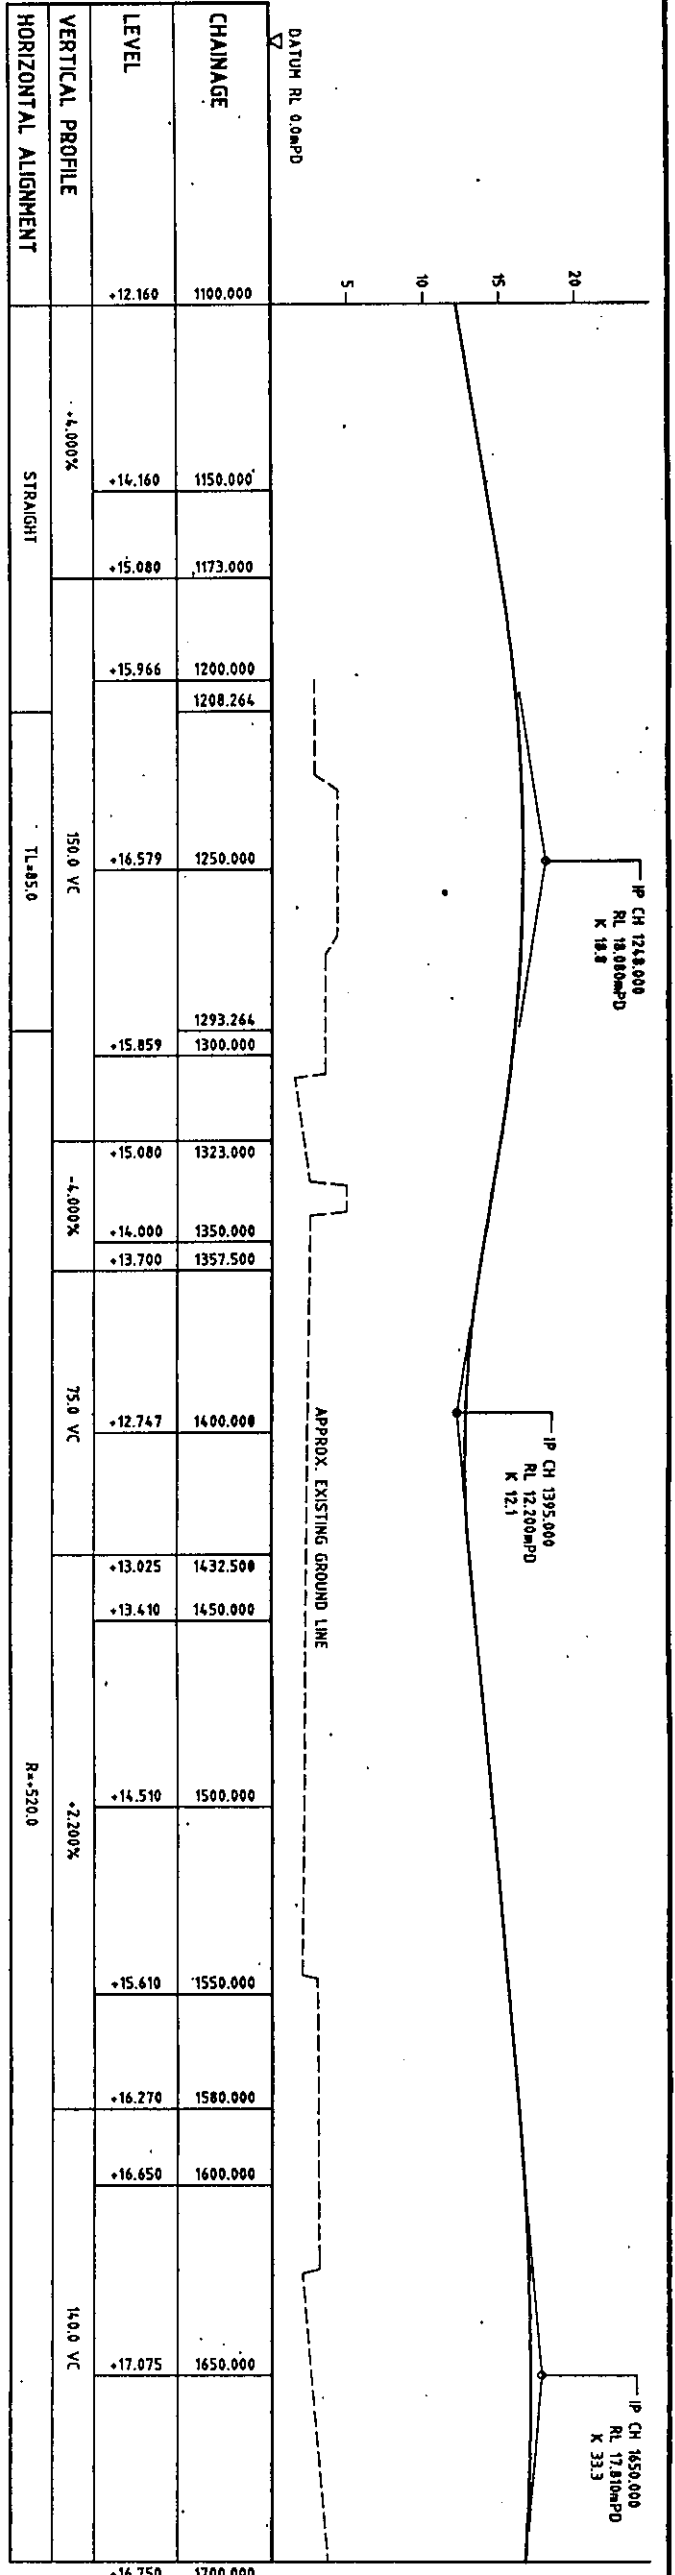 20
15
10
5
DATUM RL 0.0mPD
IP CH 1248.000
RL 18.080mPD
K 18.8
IP CH 1395.000
RL 12.200mPD
K 12.1
IP CH 1650.000
RL 17.810mPD
K 33.3
APPROX. EXISTING GROUND LINE
CHAINAGE
1100.000
1150.000
1173.000
1200.000
1208.264
1250.000
1293.264
1300.000
1323.000
1350.000
1357.500
1400.000
1432.500
1450.000
1500.000
1550.000
1580.000
1600.000
1650.000
1700.000
LEVEL
+12.160
+14.160
+15.080
+15.966
+16.579
+15.859
+15.080
+14.000
+13.700
+12.747
+13.025
+13.410
+14.510
+15.610
+16.270
+16.650
+17.075
+16.750
VERTICAL PROFILE
+4.000%
150.0 VC
-4.000%
75.0 VC
+2.200%
140.0 VC
HORIZONTAL ALIGNMENT
STRAIGHT
TL=85.0
R=+520.0